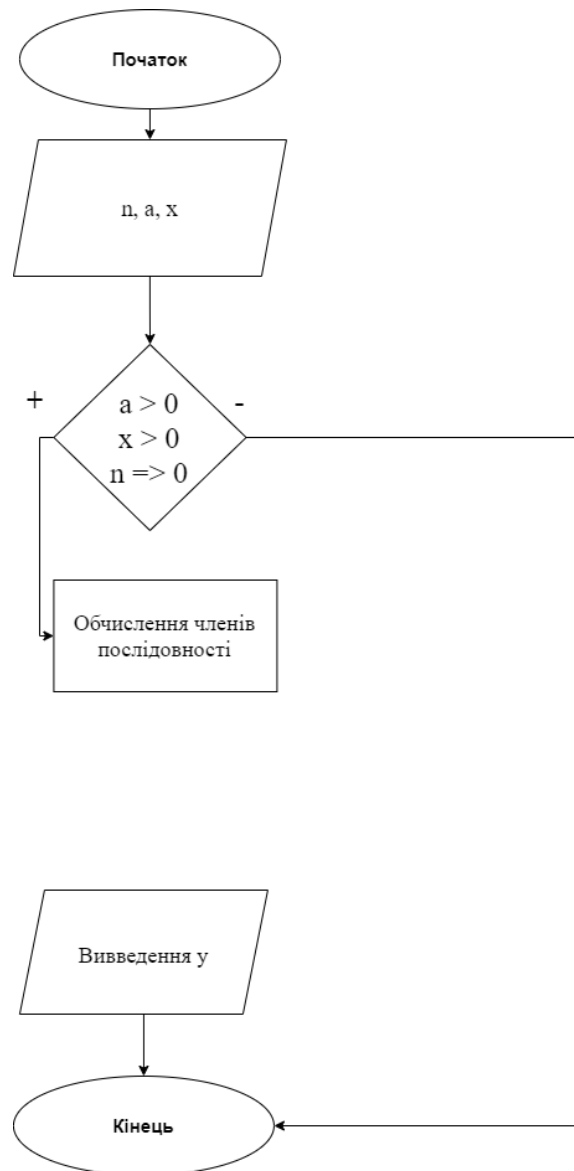 Початок
n, a, x
+
-
a > 0
x > 0
n => 0
Обчислення членів
послідовності
Вивведення y
Кінець